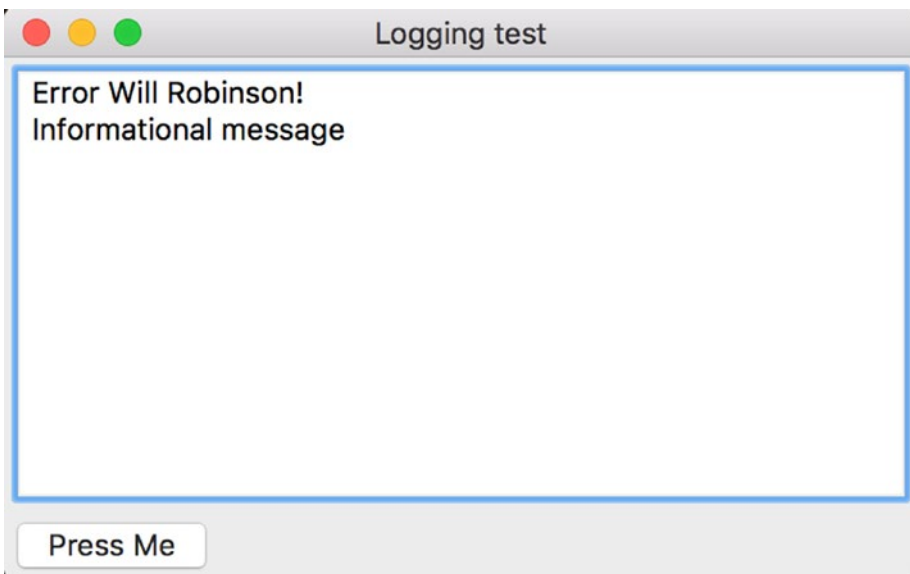 Logging test
Error Will Robinson!
Informational message
Press Me